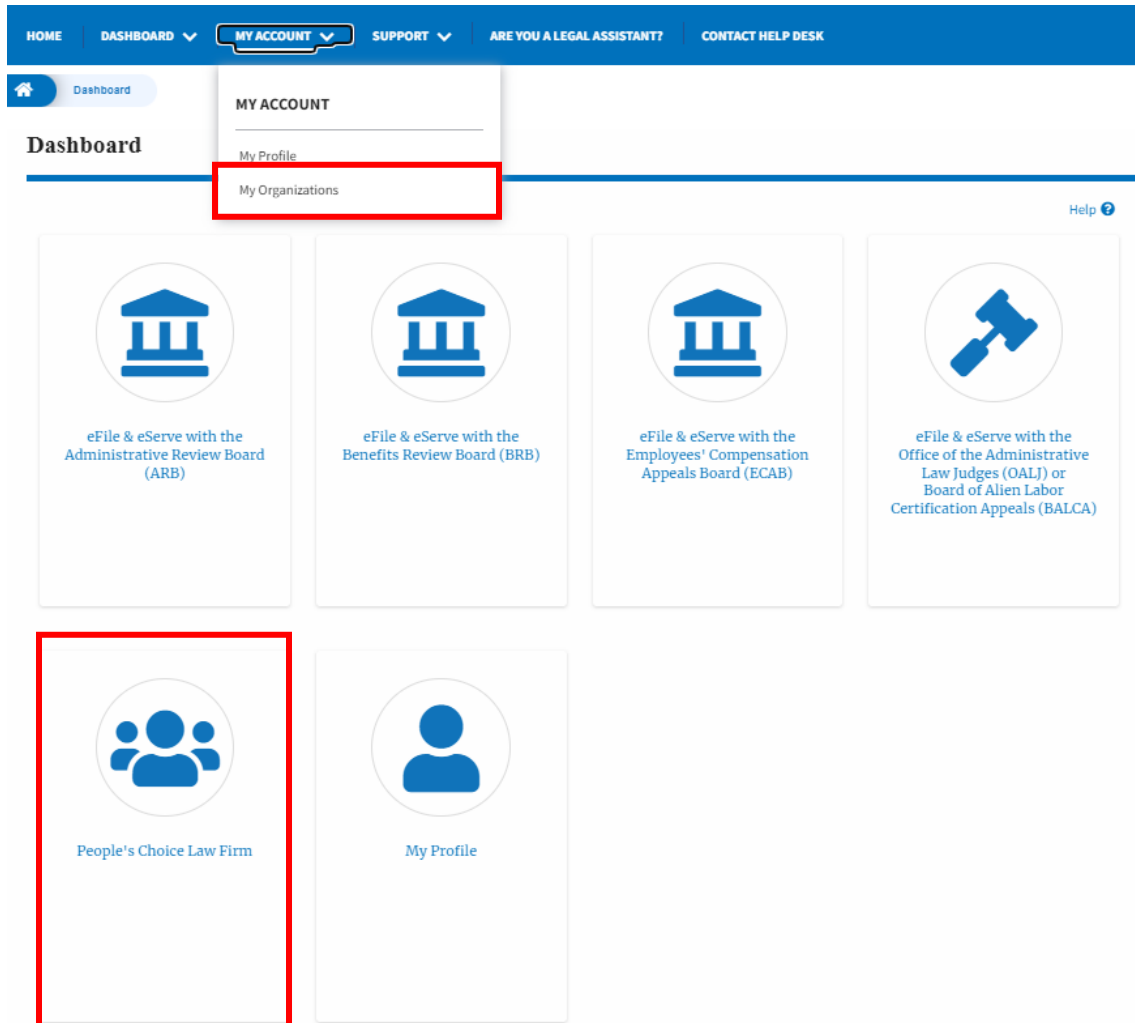 HOME DASHBOARD MY ACCOUNT SUPPORT ARE YOU A LEGAL ASSISTANT? CONTACT HELP DESK
Dashboard
MY ACCOUNT
Dashboard
My Profile
My Organizations
Help
eFile & eServe with the
Administrative Review Board
(ARB)
eFile & eServe with the
Benefits Review Board (BRB)
eFile & eServe with the
Employees' Compensation
Appeals Board (ECAB)
eFile & eServe with the
Office of the Administrative
Law Judges (OALJ) or
Board of Alien Labor
Certification Appeals (BALCA)
People's Choice Law Firm
My Profile